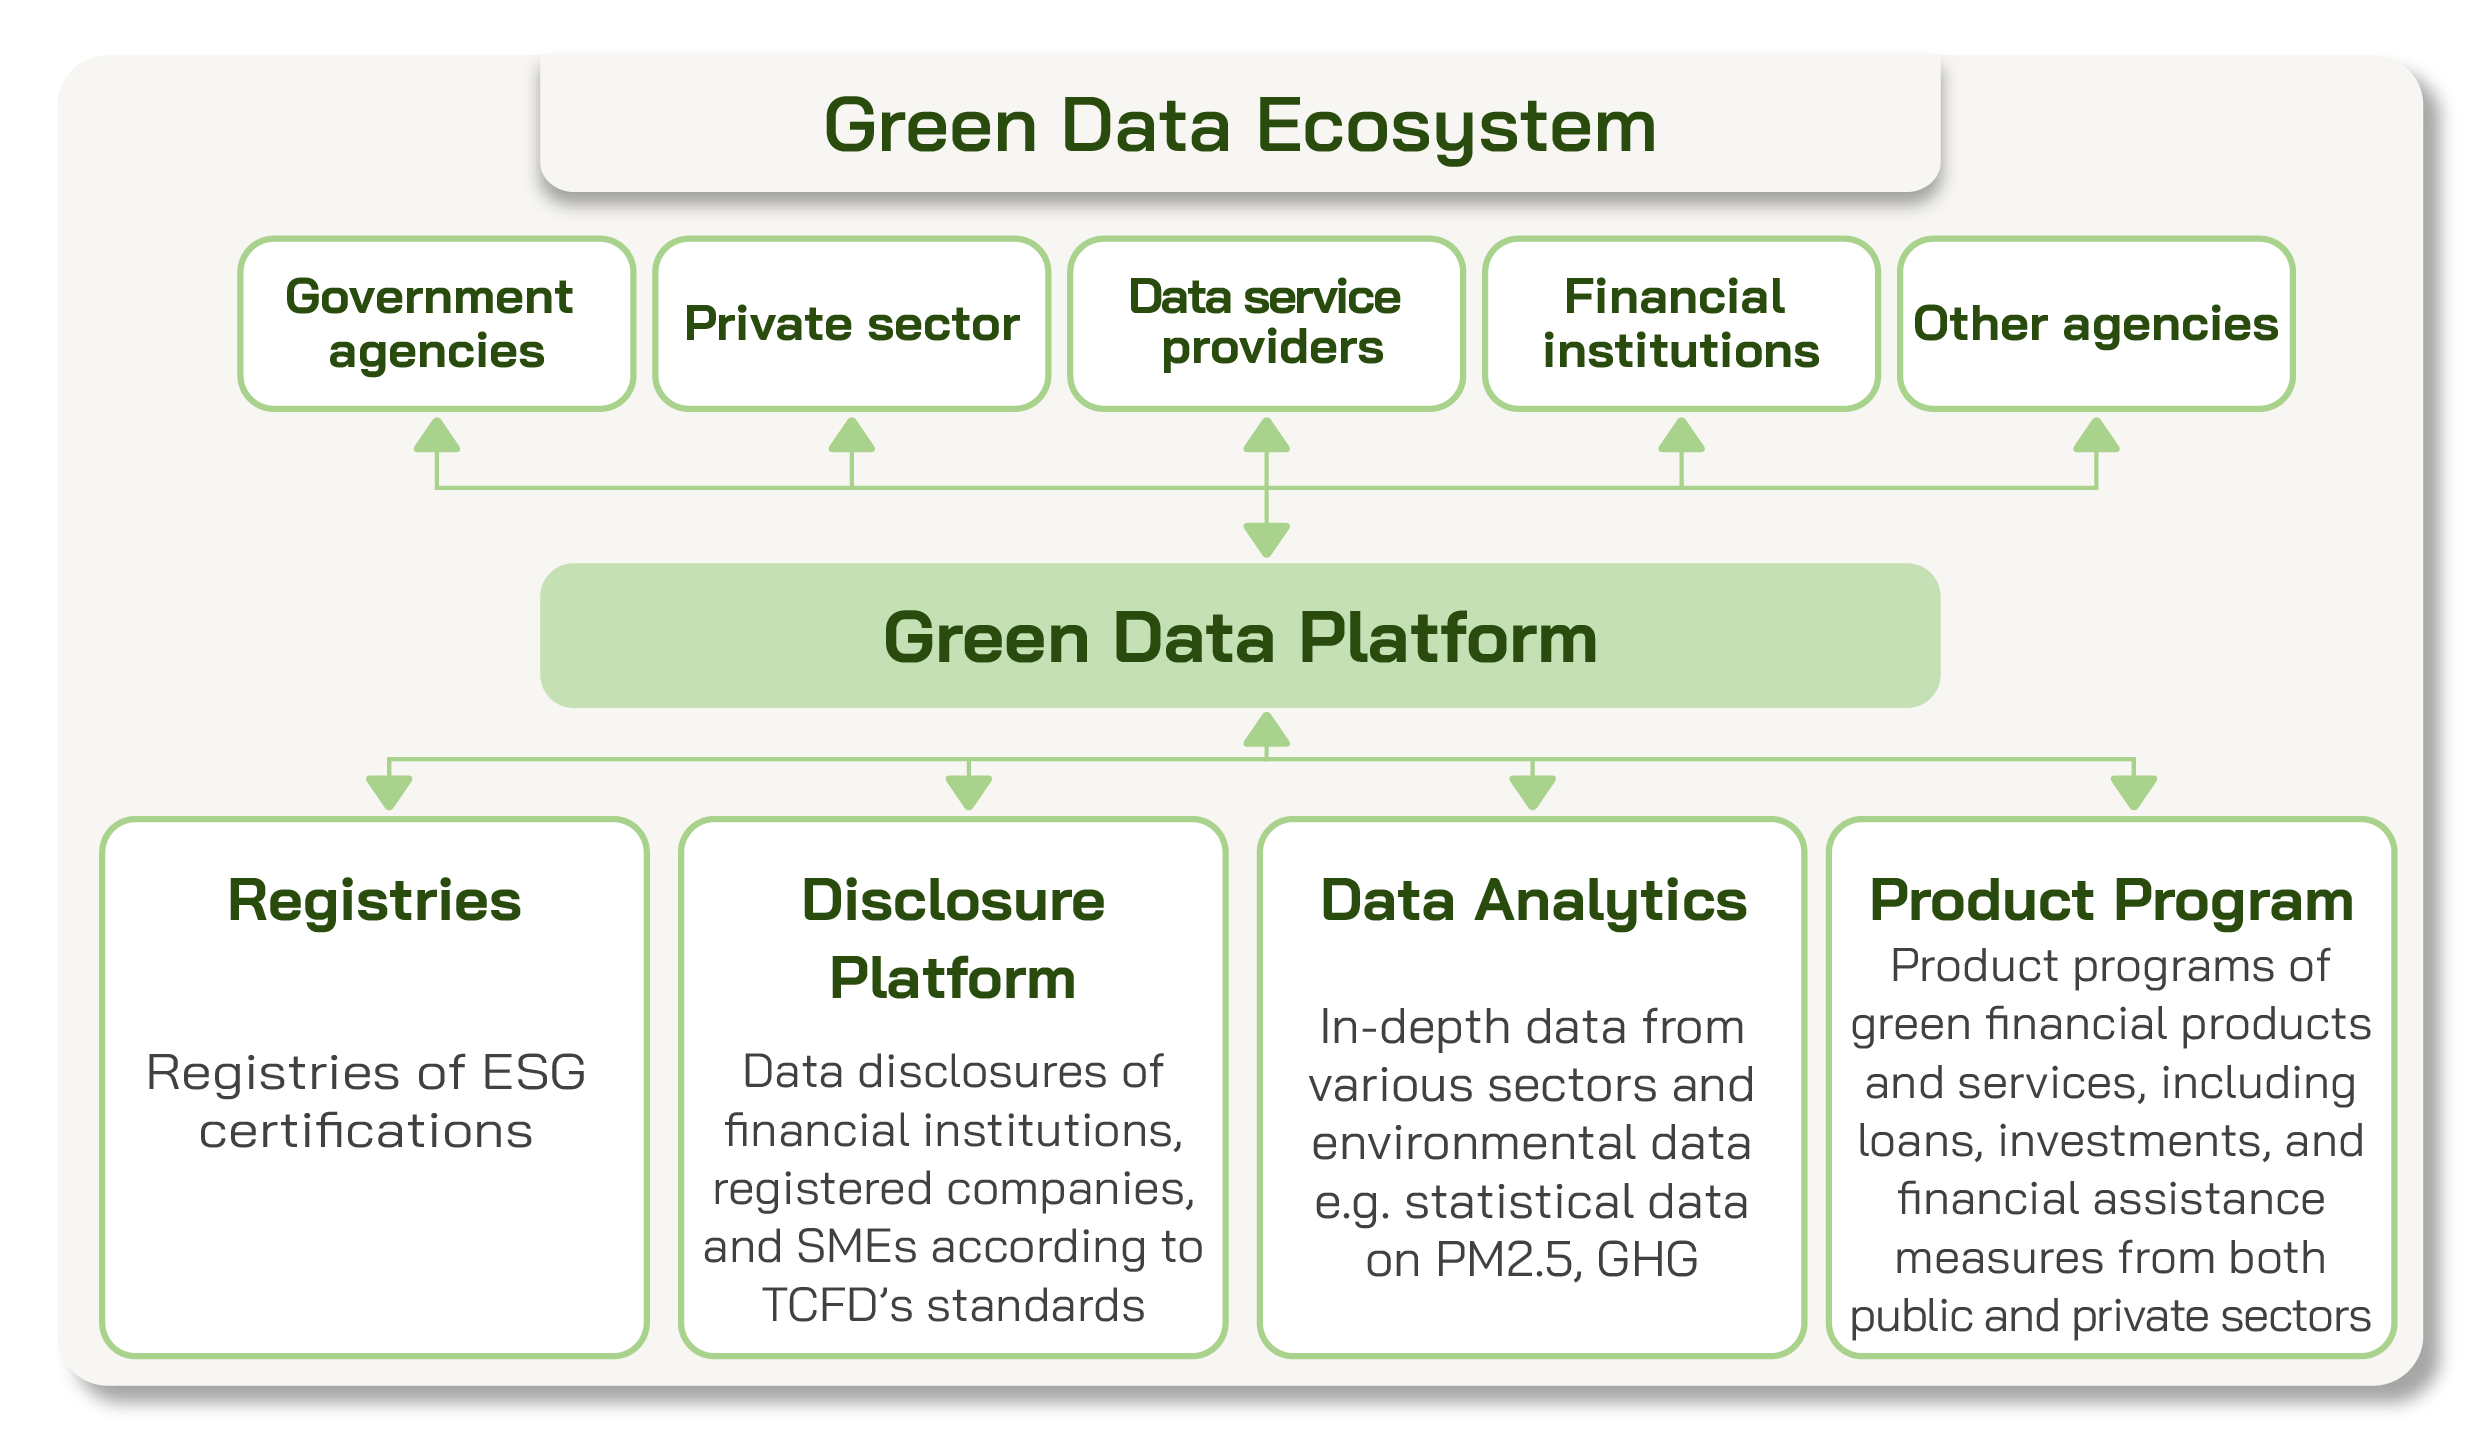 Green Data Ecosystem
Government
agencies
Private sector
Data service
providers
Financial
institutions
Other agencies
Green Data Platform
Registries
Registries of ESG
certifications
Disclosure
Platform
Data disclosures of
financial institutions,
registered companies,
and SMEs according to
TCFD’s standards
Data Analytics
In-depth data from
various sectors and
environmental data
e.g. statistical data
on PM2.5, GHG
Product Program
Product programs of
green financial products
and services, including
loans, investments, and
financial assistance
measures from both
public and private sectors